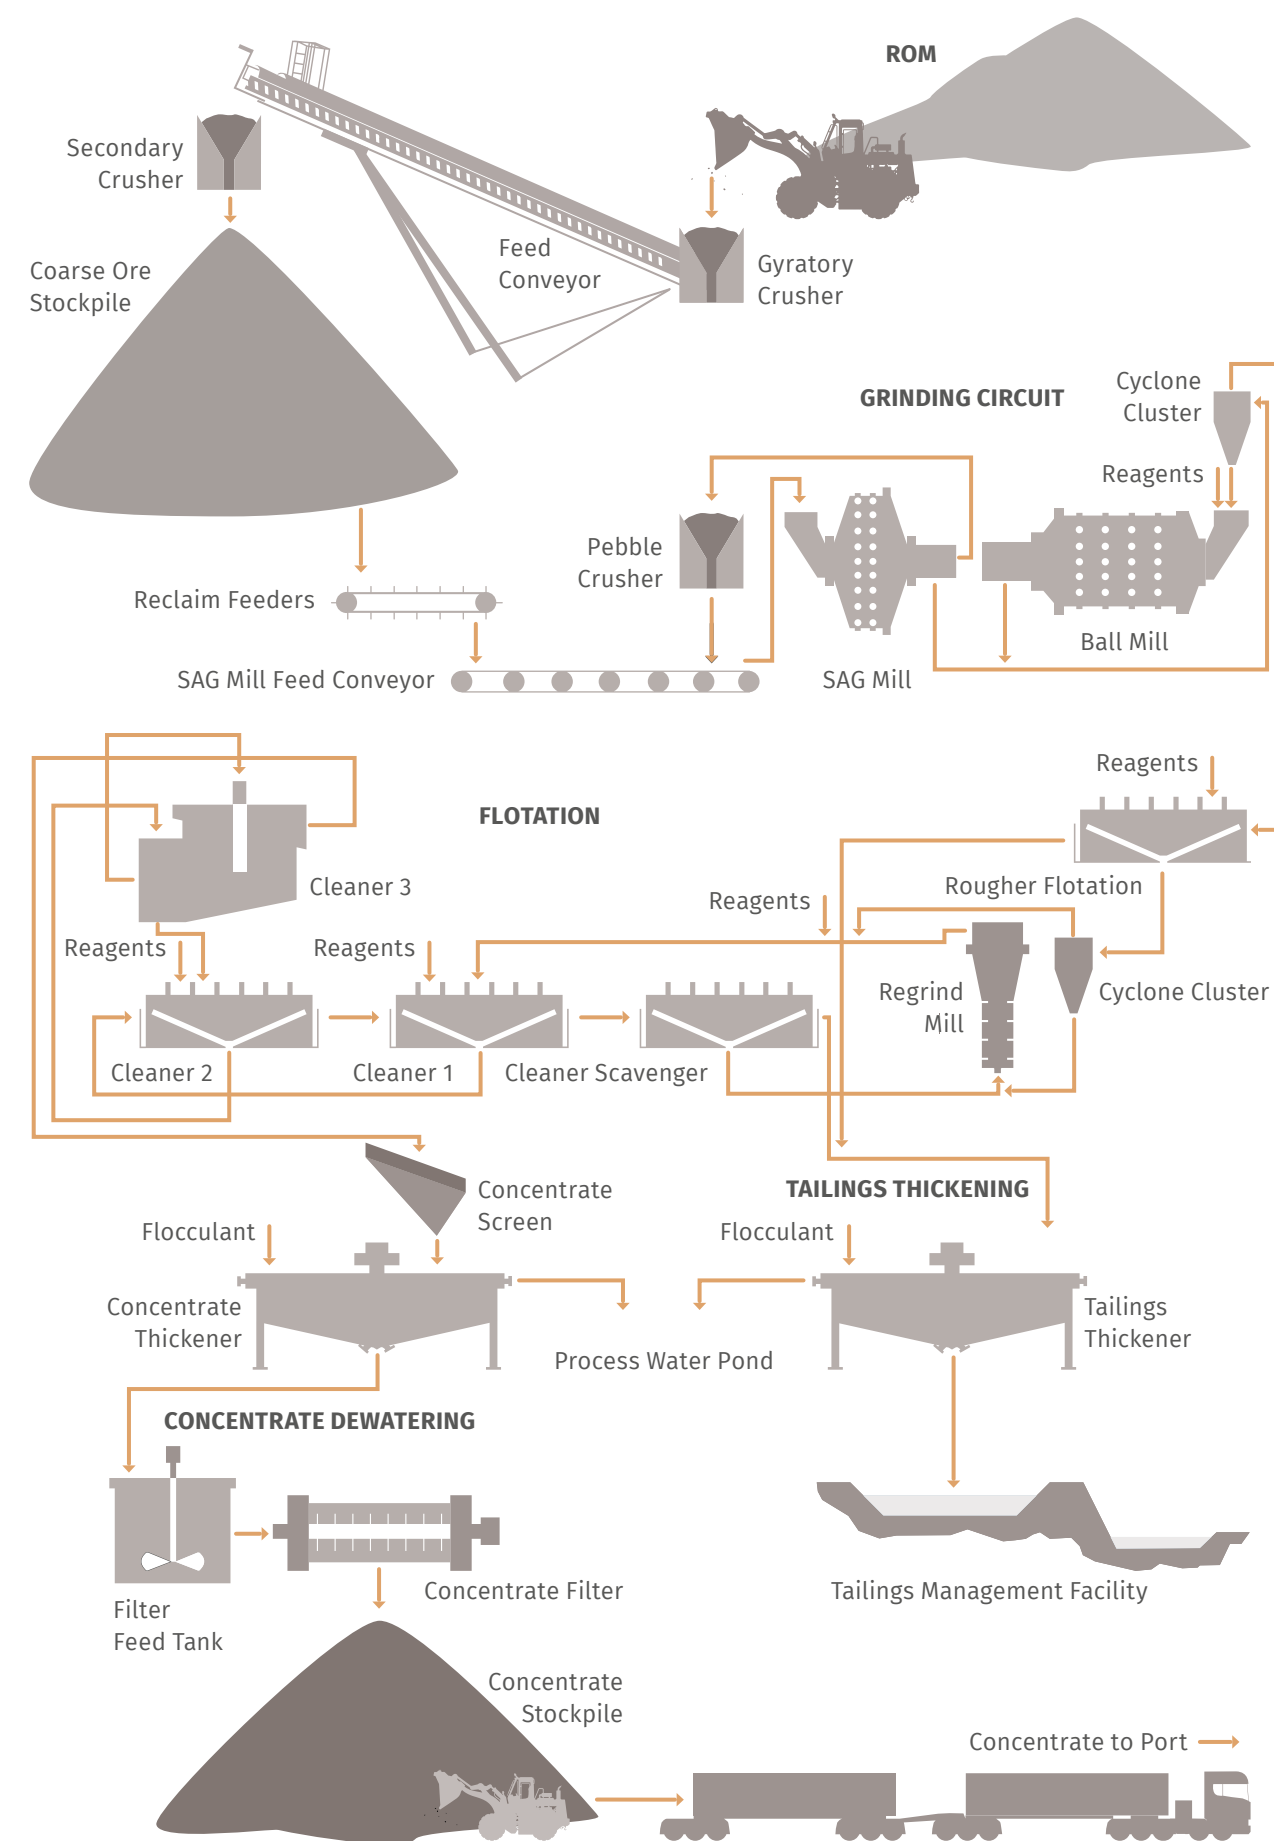 ROM
Secondary
Crusher
Feed
Conveyor
Gyratory
Crusher
Coarse Ore
Stockpile
GRINDING CIRCUIT
Cyclone
Cluster
Reagents
Pebble
Crusher
Reclaim Feeders
Ball Mill
SAG Mill Feed Conveyor
SAG Mill
Reagents
FLOTATION
Cleaner 3
Rougher Flotation
Reagents
Reagents
Reagents
Regrind
Mill
Cyclone Cluster
Cleaner 2
Cleaner 1
Cleaner Scavenger
Concentrate
Screen
TAILINGS THICKENING
Flocculant
Flocculant
Concentrate
Thickener
Tailings
Thickener
Process Water Pond
CONCENTRATE DEWATERING
Concentrate Filter
Tailings Management Facility
Filter
Feed Tank
Concentrate
Stockpile
Concentrate to Port